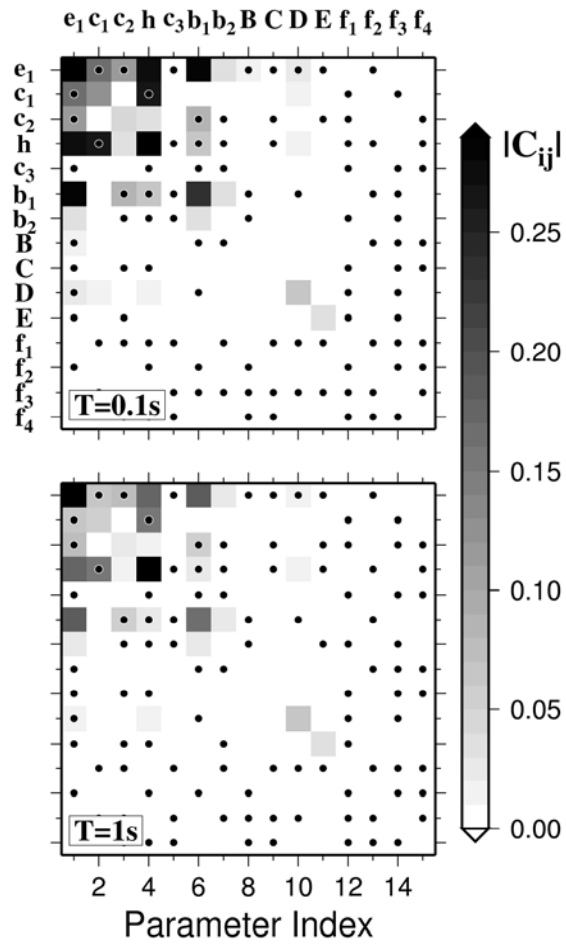 e₁ c₁ c₂ h c₃ b₁ b₂ B C D E f₁ f₂ f₃ f₄
e₁
c₁
c₂
h
c₃
b₁
b₂
B
C
D
E
f₁
f₂
f₃
f₄
T=0.1s
|Cᵢⱼ|
0.25
0.20
0.15
0.10
0.05
0.00
T=1s
2 4 6 8 10 12 14
Parameter Index